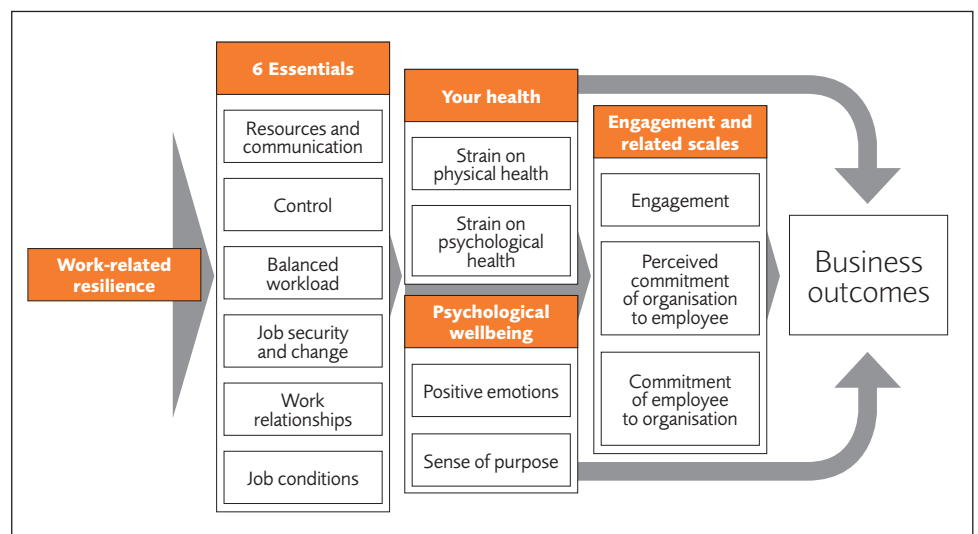 Work-related
resilience
6 Essentials
Resources and
communication
Control
Balanced
workload
Job security
and change
Work
relationships
Job conditions
Your health
Strain on
physical health
Strain on
psychological
health
Psychological
wellbeing
Positive emotions
Sense of purpose
Engagement and
related scales
Engagement
Perceived
commitment
of organisation
to employee
Commitment
of employee
to organisation
Business
outcomes